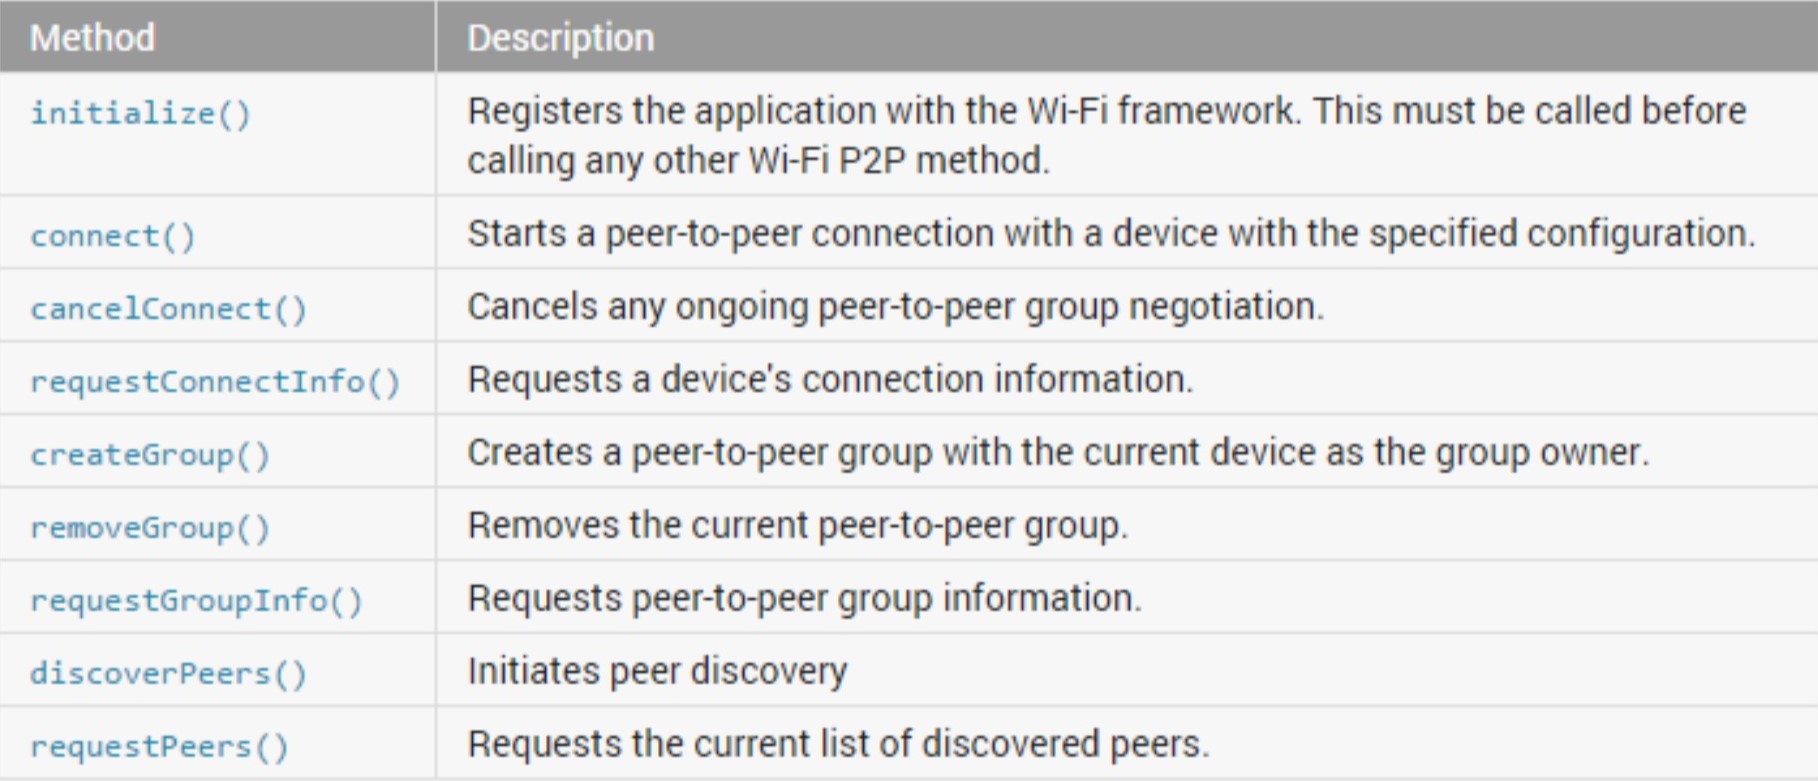 Method Description
initialize() Registers the application with the Wi-Fi framework. This must be called before
calling any other Wi-Fi P2P method.
connect() Starts a peer-to-peer connection with a device with the specified configuration.
cancelConnect() Cancels any ongoing peer-to-peer group negotiation.
requestConnectInfo() Requests a device's connection information.
createGroup() Creates a peer-to-peer group with the current device as the group owner.
removeGroup() Removes the current peer-to-peer group.
requestGroupInfo() Requests peer-to-peer group information.
discoverPeers() Initiates peer discovery
requestPeers() Requests the current list of discovered peers.